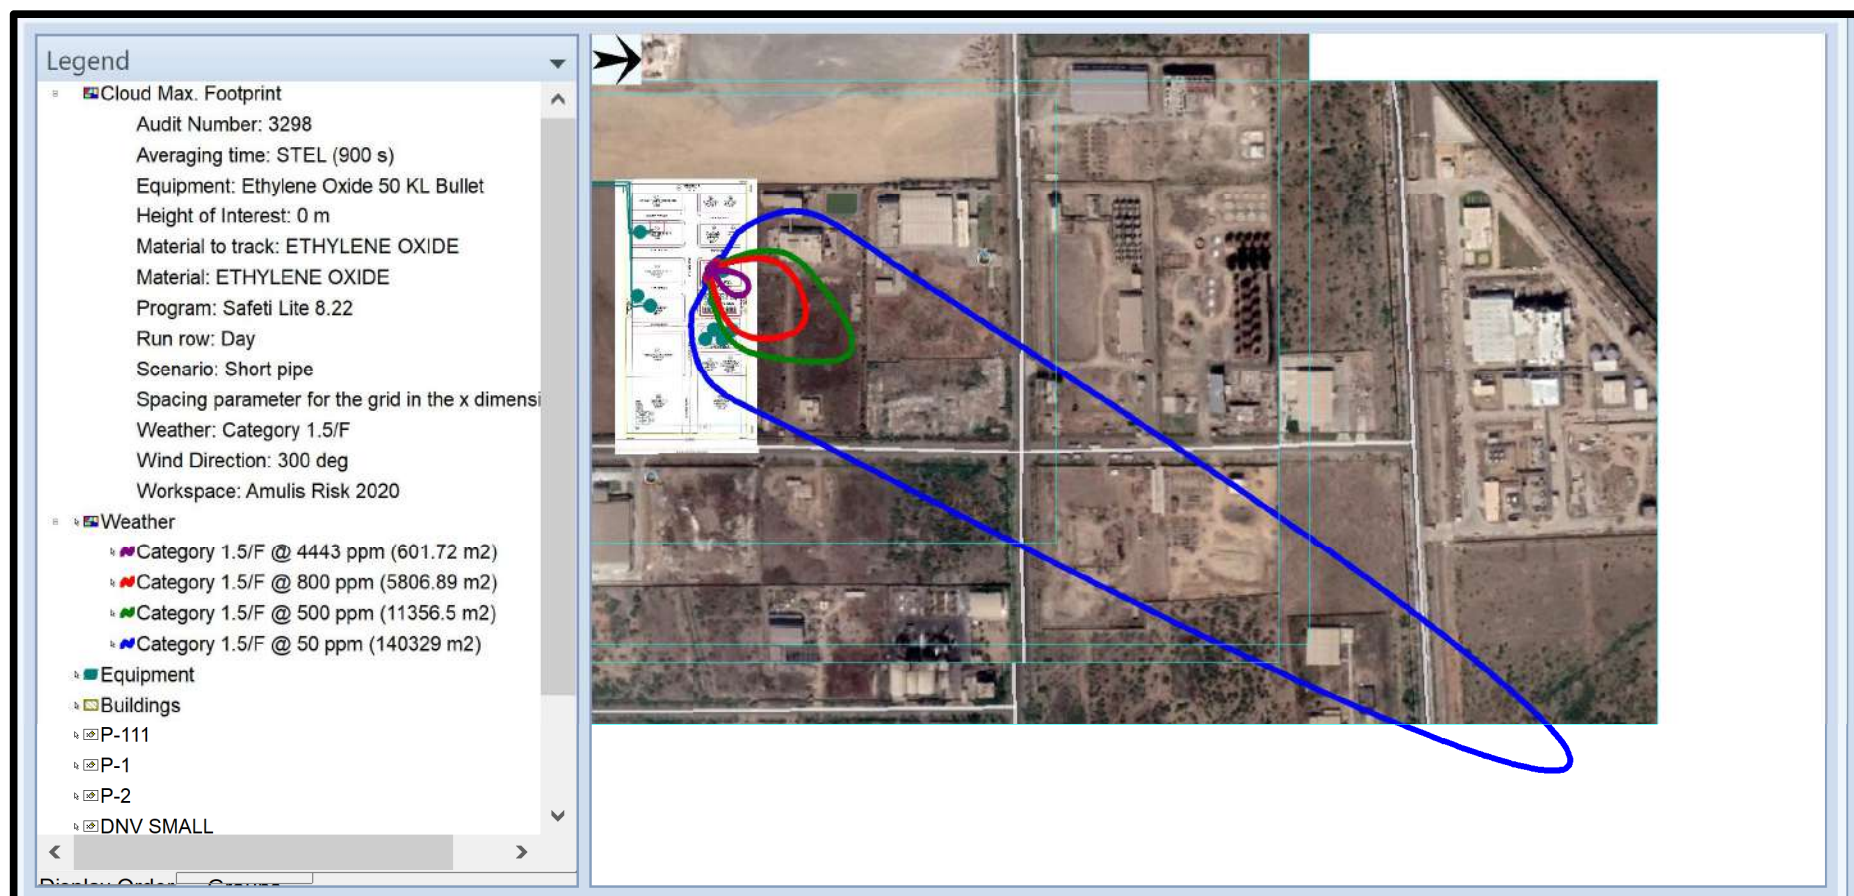 Legend
Cloud Max. Footprint
Audit Number: 3298
Averaging time: STEL (900 s)
Equipment: Ethylene Oxide 50 KL Bullet
Height of Interest: 0 m
Material to track: ETHYLENE OXIDE
Material: ETHYLENE OXIDE
Program: Safeti Lite 8.22
Run row: Day
Scenario: Short pipe
Spacing parameter for the grid in the x dimensi
Weather: Category 1.5/F
Wind Direction: 300 deg
Workspace: Amulis Risk 2020
Weather
Category 1.5/F @ 4443 ppm (601.72 m2)
Category 1.5/F @ 800 ppm (5806.89 m2)
Category 1.5/F @ 500 ppm (11356.5 m2)
Category 1.5/F @ 50 ppm (140329 m2)
Equipment
Buildings
P-111
P-1
P-2
DNV SMALL
Display Order Groups